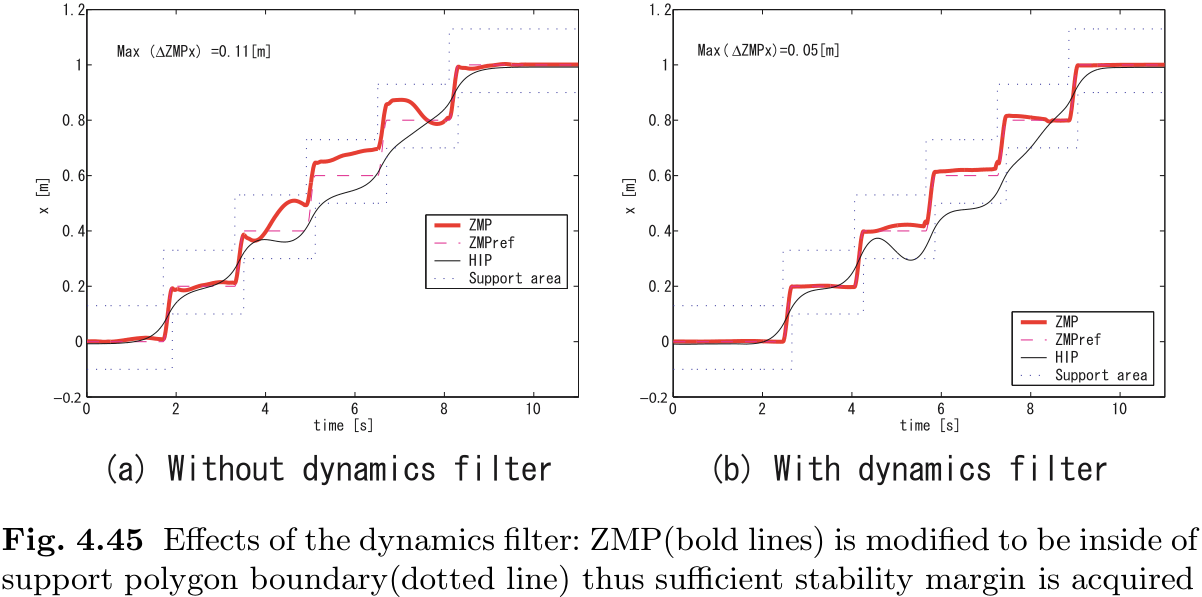 1.2
1
0.8
0.6
0.4
0.2
0
−0.2
x [m]
Max (ΔZMPx) =0.11[m]
ZMP
ZMPref
HIP
Support area
0 2 4 6 8 10
time [s]
(a) Without dynamics filter
1.2
1
0.8
0.6
0.4
0.2
0
−0.2
x [m]
Max(ΔZMPx)=0.05[m]
ZMP
ZMPref
HIP
Support area
0 2 4 6 8 10
time [s]
(b) With dynamics filter
Fig. 4.45 Effects of the dynamics filter: ZMP(bold lines) is modified to be inside of
support polygon boundary(dotted line) thus sufficient stability margin is acquired